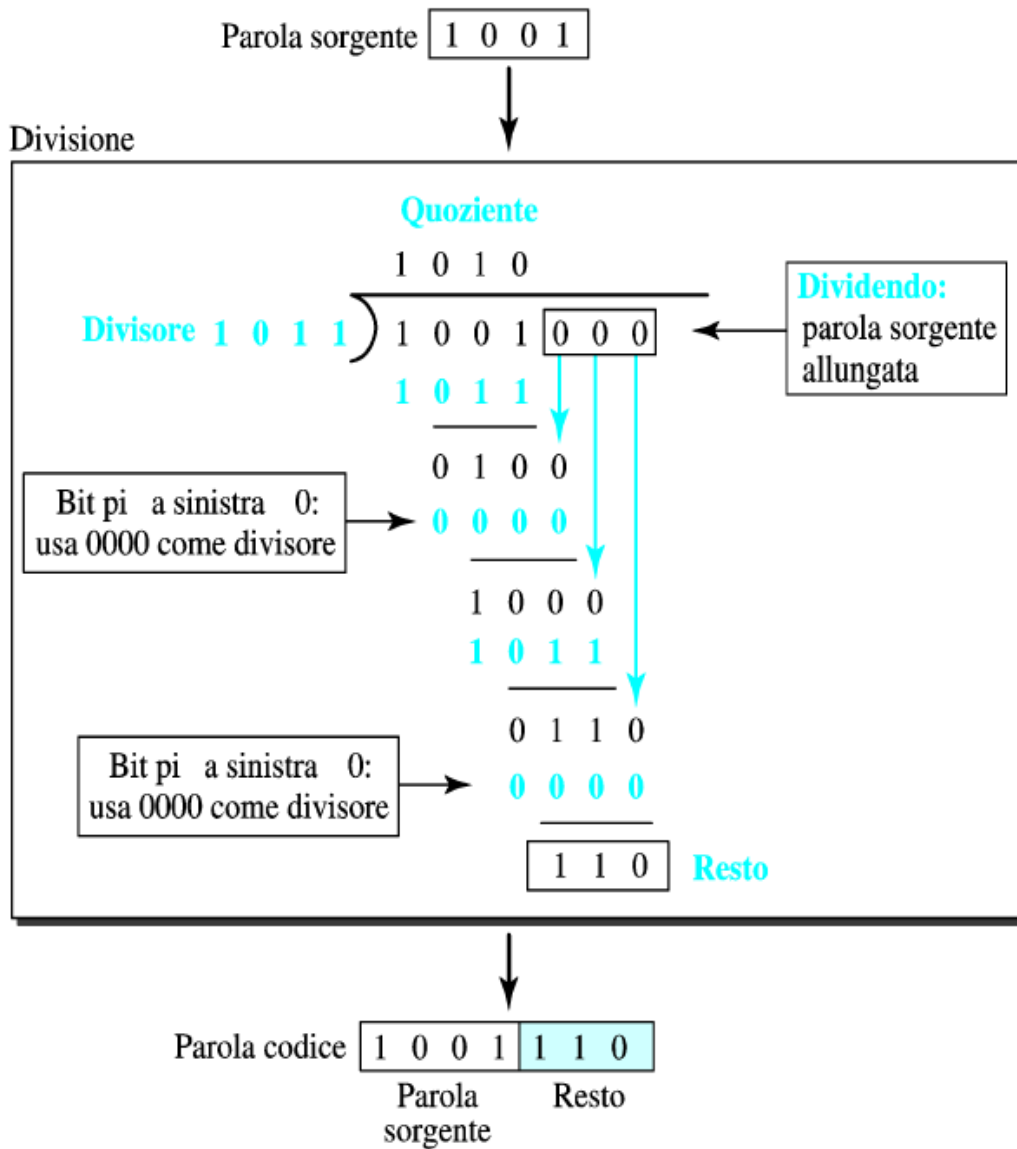 Parola sorgente 1 0 0 1
Divisione
Quoziente
1 0 1 0
Divisore 1 0 1 1 1 0 0 1 0 0 0
Dividendo:
parola sorgente
allungata
1 0 1 1
0 1 0 0
Bit pi a sinistra 0:
usa 0000 come divisore
0 0 0 0
1 0 0 0
1 0 1 1
0 1 1 0
Bit pi a sinistra 0:
usa 0000 come divisore
0 0 0 0
1 1 0 Resto
Parola codice 1 0 0 1 1 1 0
Parola
sorgente
Resto